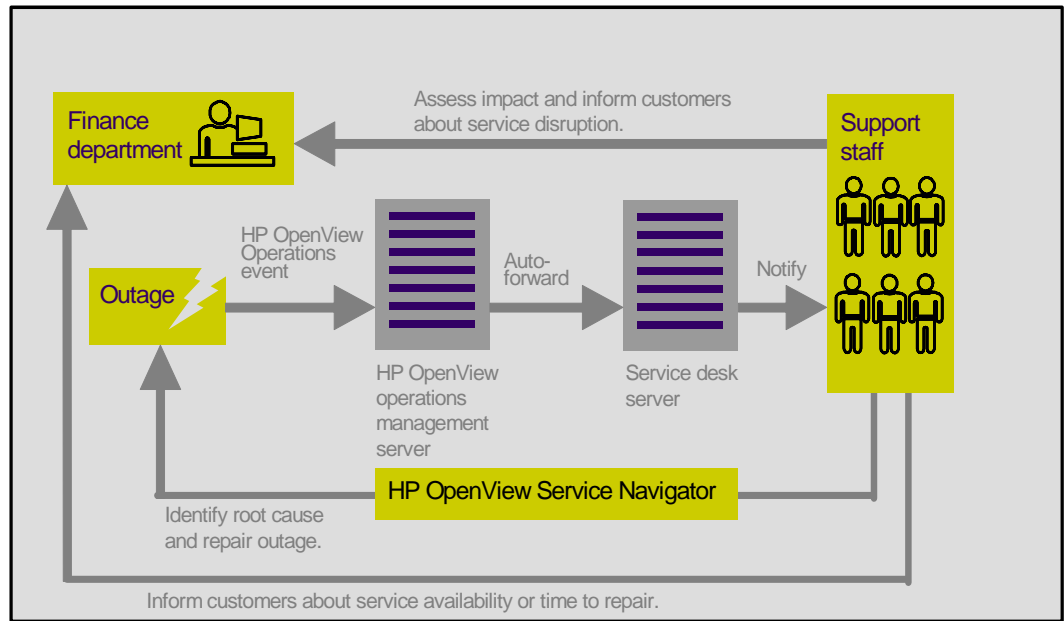 Assess impact and inform customers
about service disruption.
Finance
department
Support
staff
HP OpenView
Operations
event
Auto-
forward
Notify
Outage
HP OpenView
operations
management
server
Service desk
server
HP OpenView Service Navigator
Identify root cause
and repair outage.
Inform customers about service availability or time to repair.